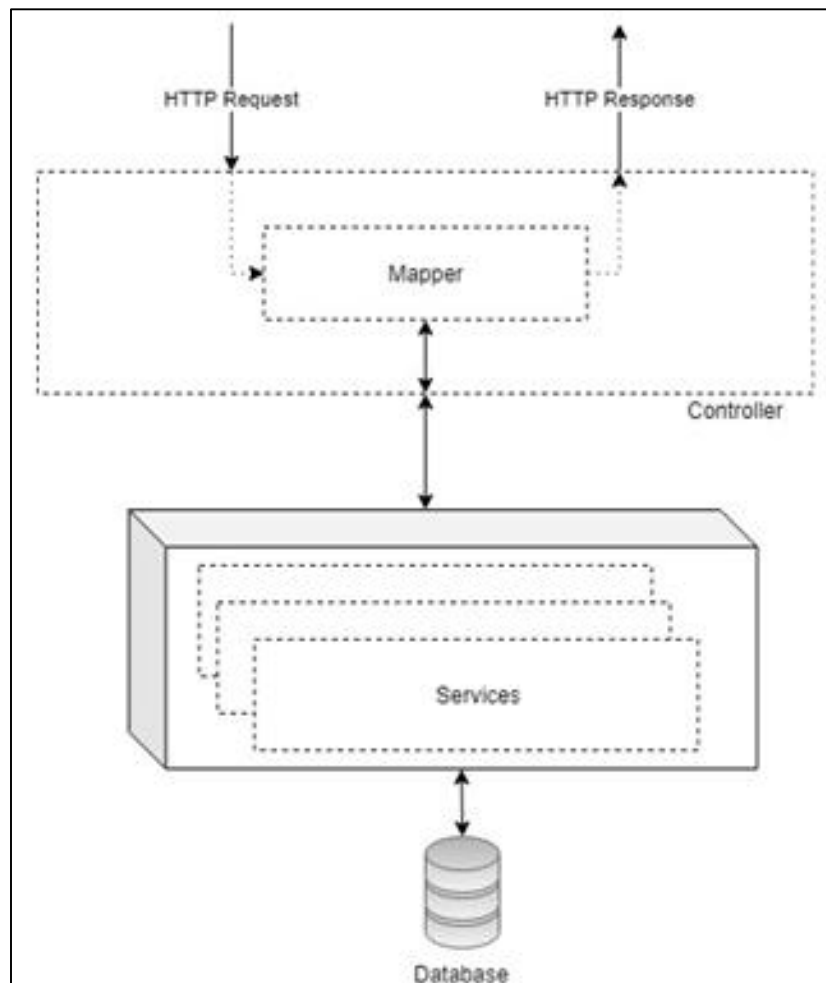 HTTP Request
HTTP Response
Mapper
Controller
Services
Database